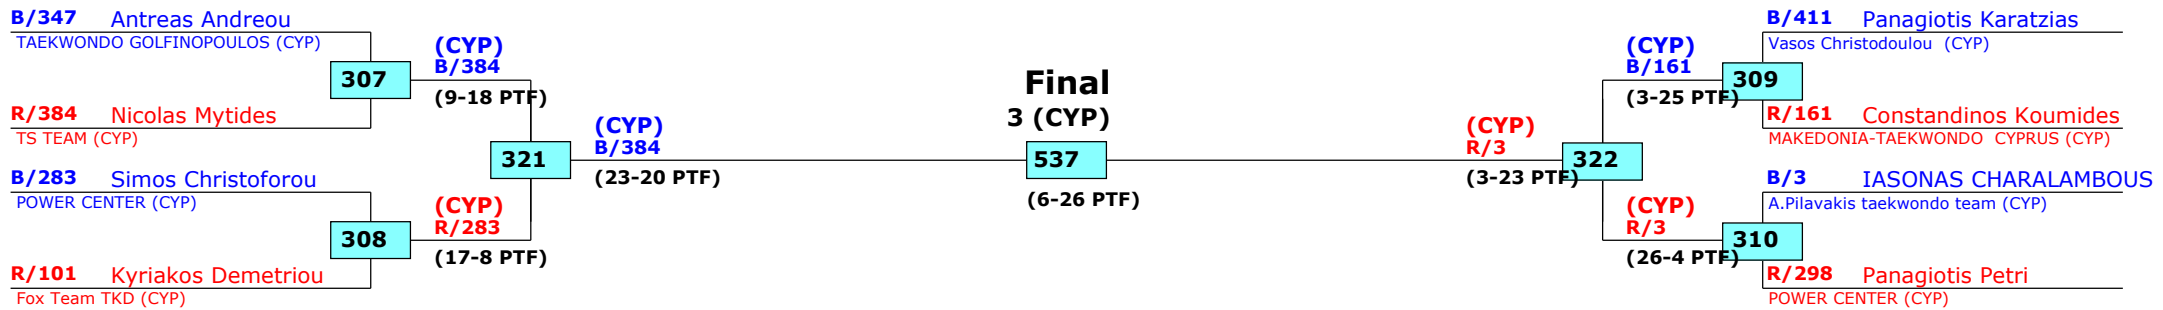 B/347 Antreas Andreou
TAEKWONDO GOLFINOPOULOS (CYP)
307
R/384 Nicolas Mytides
TS TEAM (CYP)
(CYP)
B/384
(9-18 PTF)
B/283 Simos Christoforou
POWER CENTER (CYP)
308
R/101 Kyriakos Demetriou
Fox Team TKD (CYP)
(CYP)
R/283
(17-8 PTF)
321
(CYP)
B/384
(23-20 PTF)
Final
3 (CYP)
537
(6-26 PTF)
(CYP)
R/3
(3-23 PTF)
322
(CYP)
B/161
(3-25 PTF)
309
B/411 Panagiotis Karatzias
Vasos Christodoulou (CYP)
R/161 Constandinos Koumides
MAKEDONIA-TAEKWONDO CYPRUS (CYP)
(CYP)
R/3
(26-4 PTF)
310
B/3 IASONAS CHARALAMBOUS
A.Pilavakis taekwondo team (CYP)
R/298 Panagiotis Petri
POWER CENTER (CYP)